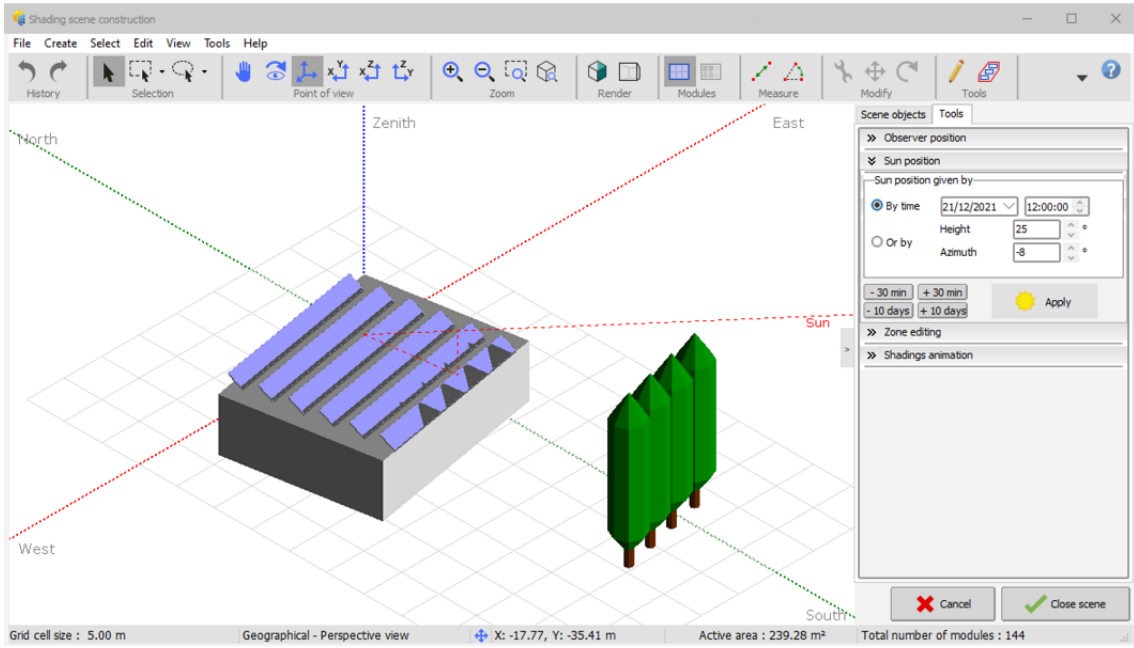 Shading scene construction
File Create Select Edit View Tools Help
History Selection Point of view Zoom Render Modules Measure Modify Tools
Scene objects Tools
Observer position
Sun position
Sun position given by
By time 21/12/2021 12:00:00
Height 25 °
Or by
Azimuth -8 °
- 30 min + 30 min
Apply
- 10 days + 10 days
Zone editing
Shadings animation
North
Zenith
East
Sun
West
South
Cancel Close scene
Grid cell size : 5.00 m Geographical - Perspective view X: -17.77, Y: -35.41 m Active area : 239.28 m² Total number of modules : 144